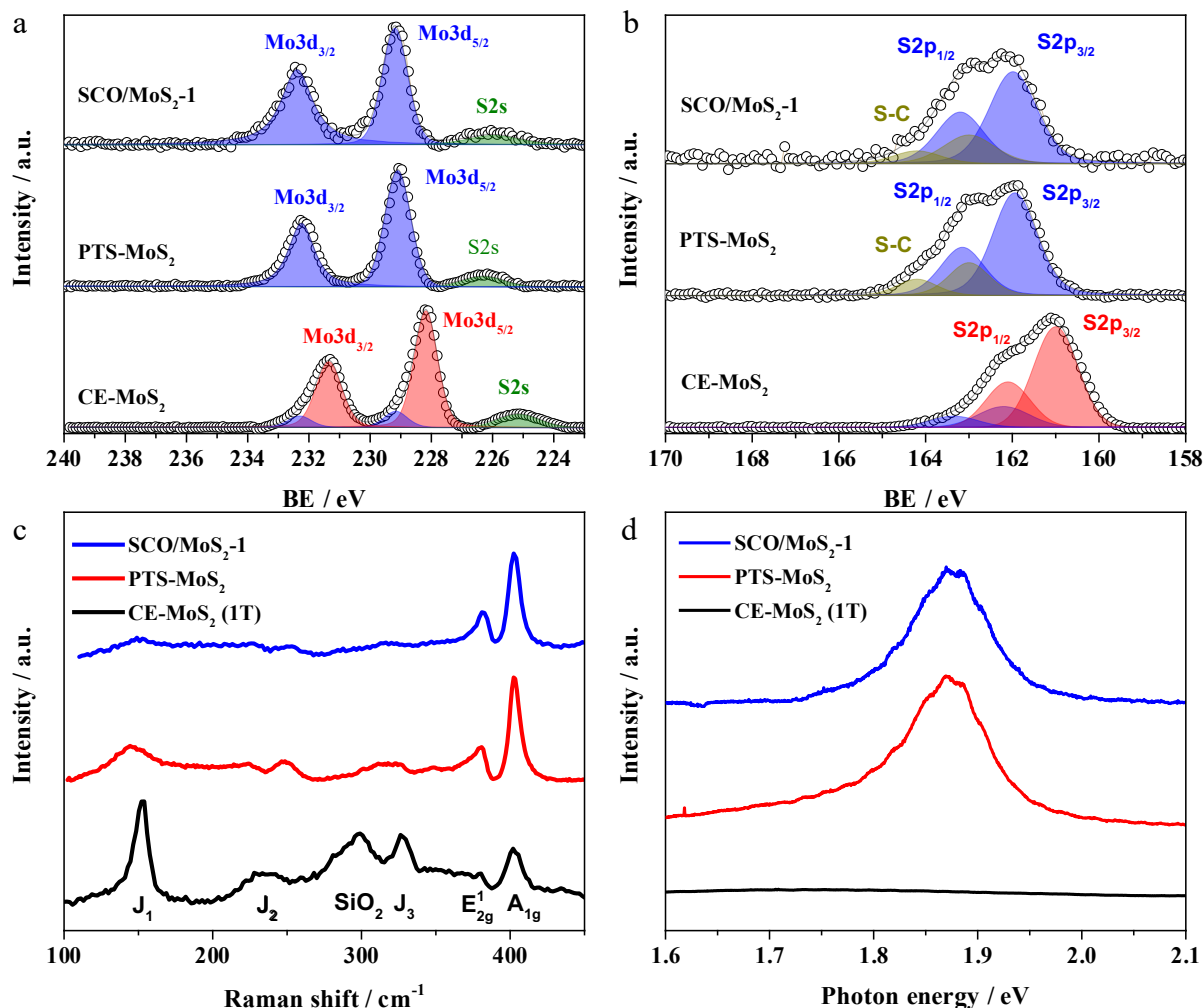 a
Mo3d3/2
Mo3d5/2
SCO/MoS2-1
S2s
Mo3d3/2
Mo3d5/2
PTS-MoS2
S2s
Mo3d3/2
Mo3d5/2
CE-MoS2
S2s
240 238 236 234 232 230 228 226 224
BE / eV
Intensity / a.u.
b
S2p1/2
S2p3/2
SCO/MoS2-1
S-C
S2p1/2
S2p3/2
PTS-MoS2
S-C
S2p1/2
S2p3/2
CE-MoS2
170 168 166 164 162 160 158
BE / eV
Intensity / a.u.
c
SCO/MoS2-1
PTS-MoS2
CE-MoS2 (1T)
J1 J2 SiO2 J3 E12g A1g
100 200 300 400
Raman shift / cm-1
Intensity / a.u.
d
SCO/MoS2-1
PTS-MoS2
CE-MoS2 (1T)
1.6 1.7 1.8 1.9 2.0 2.1
Photon energy / eV
Intensity / a.u.